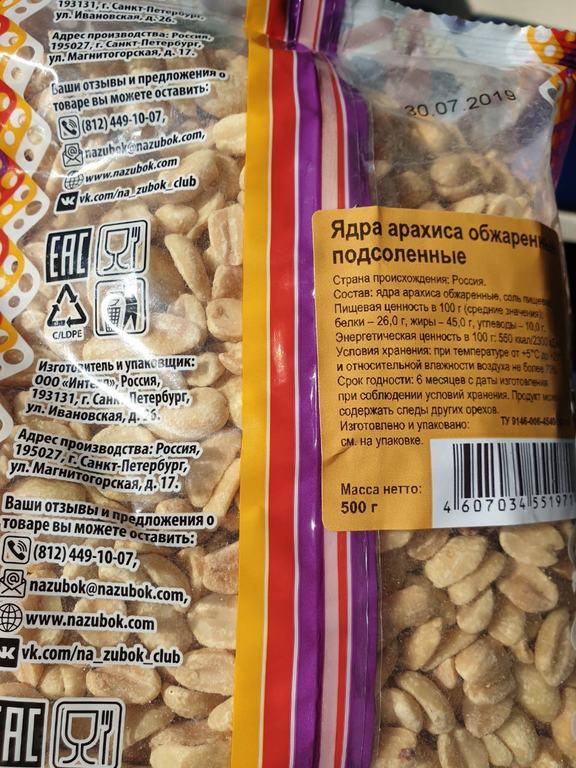 193131, г. Санкт-Петербург,
ул. Ивановская, д. 26.
Адрес производства: Россия,
195027, г. Санкт-Петербург,
ул. Магнитогорская, д. 17.
Ваши отзывы и предложения о
товаре вы можете оставить:
(812) 449-10-07,
nazubok@nazubok.com,
www.nazubok.com
vk.com/na_zubok_club
EAC
C/LDPE
Изготовитель и упаковщик:
ООО Россия,
193131, г. Санкт-Петербург,
ул. Ивановская, д. 26.
Адрес производства: Россия,
195027, г. Санкт-Петербург,
ул. Магнитогорская, д. 17.
Ваши отзывы и предложения о
товаре вы можете оставить:
(812) 449-10-07,
nazubok@nazubok.com,
www.nazubok.com
vk.com/na_zubok_club
EAC
30.07.2019
Ядра арахиса
подсоленные
Страна происхождения: Россия.
Состав: ядра арахиса обжаренные, соль
Пищевая ценность в 100 г (средние значения):
белки – 26,0 г, жиры – 45,0 г, углеводы – 10,0 г.
Энергетическая ценность в 100 г: 550 ккал/2300
Условия хранения: при температуре от +5°С до
и относительной влажности воздуха не более
Срок годности: 6 месяцев с даты изготовления
при соблюдении условий хранения. Продукт
содержать следы других орехов.
Изготовлено и упаковано:
см. на упаковке.
ТУ
Масса нетто:
500 г
4 607034 551971